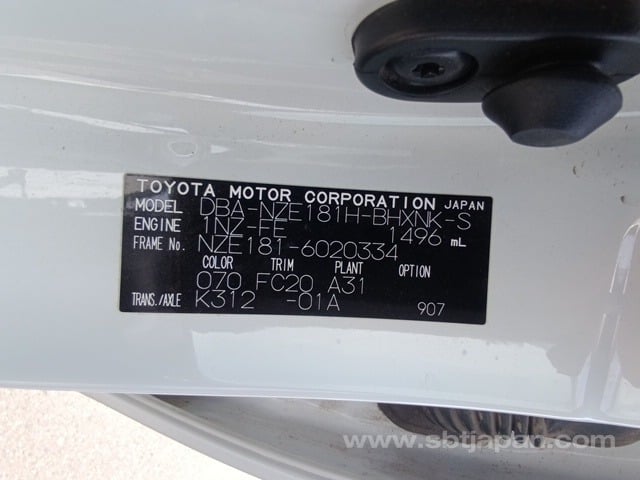 TOYOTA MOTOR CORPORATION JAPAN
MODEL DBA-NZE181H-BHXNK-S
ENGINE 1NZ-FE 1496 mL
FRAME No. NZE181-6020334
COLOR TRIM PLANT OPTION
070 FC20 A31
TRANS./AXLE K312 -01A 907
www.sbtjapan.com